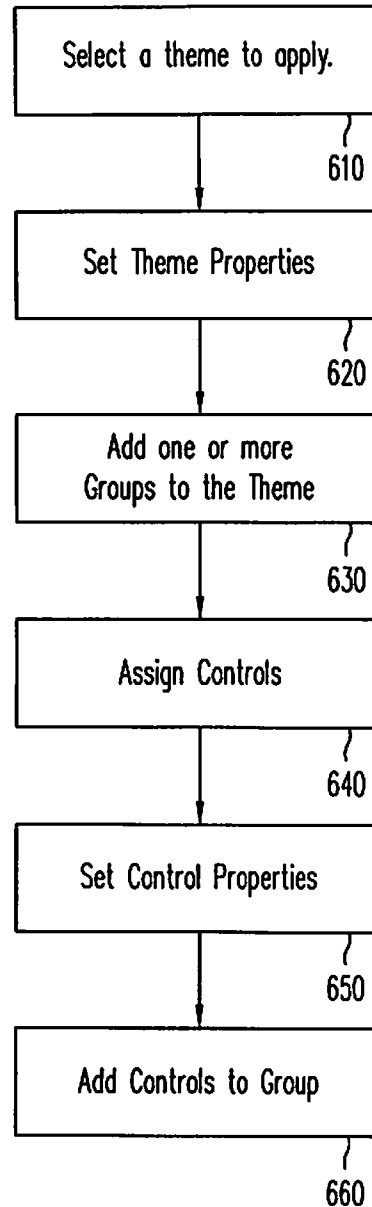 Select a theme to apply.
610
Set Theme Properties
620
Add one or more
Groups to the Theme
630
Assign Controls
640
Set Control Properties
650
Add Controls to Group
660